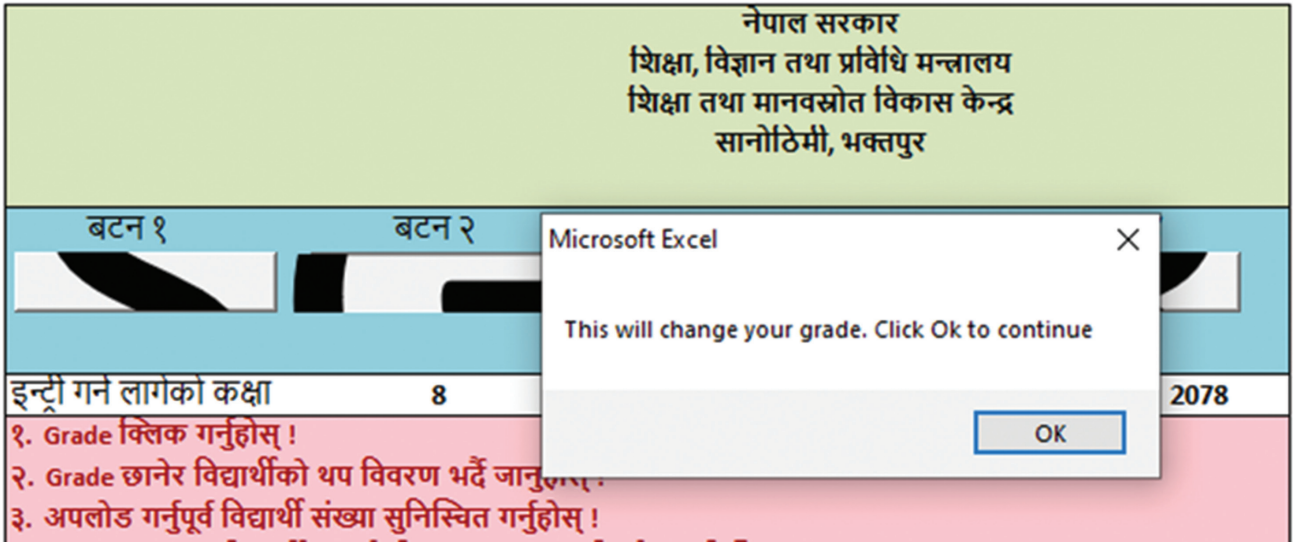 नेपाल सरकार
शिक्षा, विज्ञान तथा प्रविधि मन्त्रालय
शिक्षा तथा मानवस्रोत विकास केन्द्र
सानोठिमी, भक्तपुर
बटन १ बटन २
Microsoft Excel
This will change your grade. Click Ok to continue
OK
इन्ट्री गर्न लागेको कक्षा 8 2078
१. Grade क्लिक गर्नुहोस् !
२. Grade छानेर विद्यार्थीको थप विवरण भर्दै जानुहोस् !
३. अपलोड गर्नुपूर्व विद्यार्थी संख्या सुनिस्चित गर्नुहोस् !